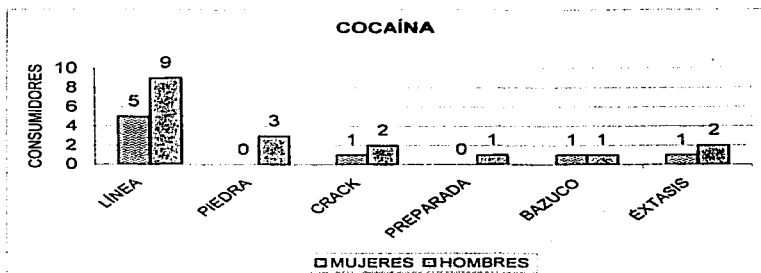 COCAÍNA
CONSUMIDORES
10
8
6
4
2
0
5 9
0 3
1 2
0 1
1 1
1 2
LÍNEA
PIEDRA
CRACK
PREPARADA
BAZUCO
ÉXTASIS
MUJERES HOMBRES